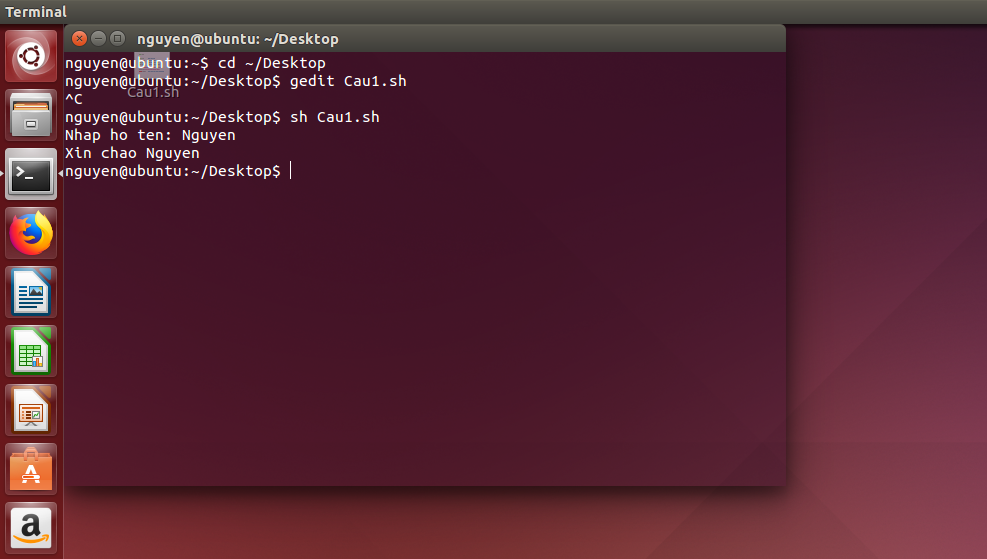 Terminal
nguyen@ubuntu: ~/Desktop
nguyen@ubuntu:~$ cd ~/Desktop
nguyen@ubuntu:~/Desktop$ gedit Cau1.sh
Cau1.sh
^C
nguyen@ubuntu:~/Desktop$ sh Cau1.sh
Nhap ho ten: Nguyen
Xin chao Nguyen
nguyen@ubuntu:~/Desktop$